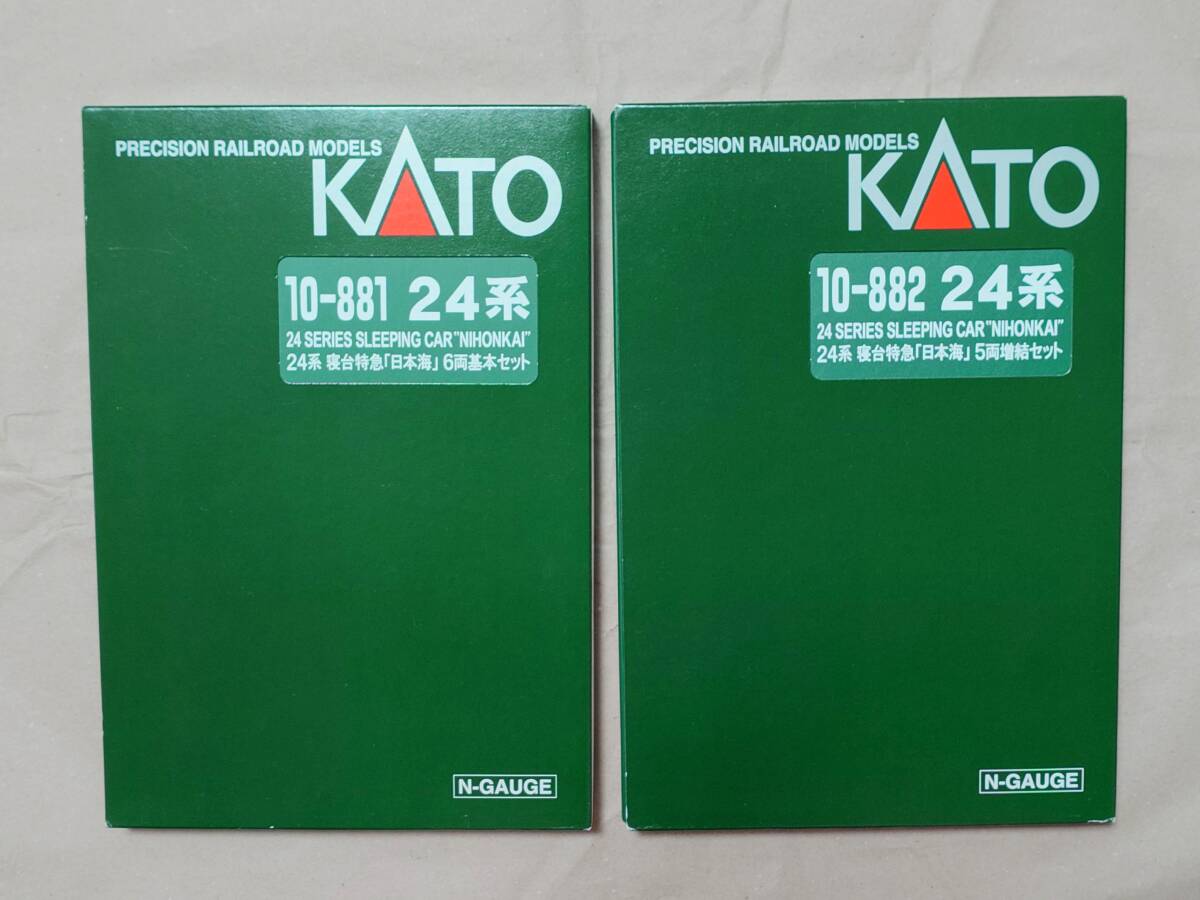 PRECISION RAILROAD MODELS
KATO
10-881 24系
24 SERIES SLEEPING CAR"NIHONKAI"
24系 寝台特急「日本海」6両基本セット
N-GAUGE
PRECISION RAILROAD MODELS
KATO
10-882 24系
24 SERIES SLEEPING CAR"NIHONKAI"
24系 寝台特急「日本海」5両増結セット
N-GAUGE